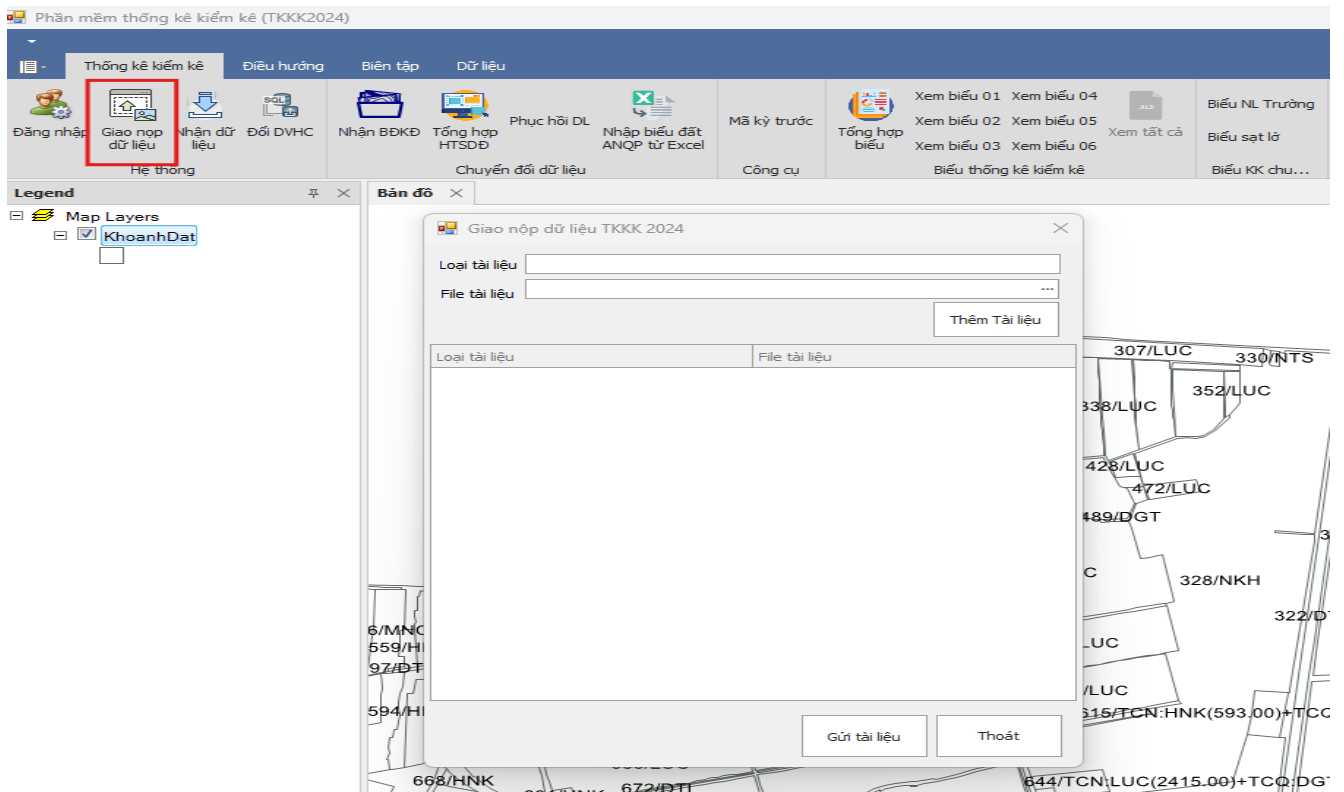 Phần mềm thống kê kiểm kê (TKKK2024)
Thống kê kiểm kê Điều hướng Biên tập Dữ liệu
Đăng nhập
Giao nọp dữ liệu
Nhận dữ liệu
Đổi DVHC
Nhận BĐKĐ
Tổng hợp HTSDĐ
Phục hồi DL
Nhập biểu đất ANQP từ Excel
Mã kỳ trước
Tổng hợp biểu
Xem biểu 01 Xem biểu 04
Xem biểu 02 Xem biểu 05
Xem biểu 03 Xem biểu 06
Xem tất cả
Biểu NL Trường
Biểu sạt lở
Hệ thống Chuyển đổi dữ liệu Công cụ Biểu thống kê kiểm kê Biểu KK chu...
Legend
Bản đồ
Map Layers
KhoanhDat
Giao nộp dữ liệu TKKK 2024
Loại tài liệu
File tài liệu ...
Thêm Tài liệu
Loại tài liệu File tài liệu
307/LUC
330/NTS
352/LUC
338/LUC
428/LUC
472/LUC
489/DGT
328/NKH
322/D
6/MNC
559/H
97/DT
594/H
LUC
/LUC
615/TCN:HNK(593.00)+TCQ
Gửi tài liệu Thoát
668/HNK
672/DTL
644/TCN:LUC(2415.00)+TCQ:DGT